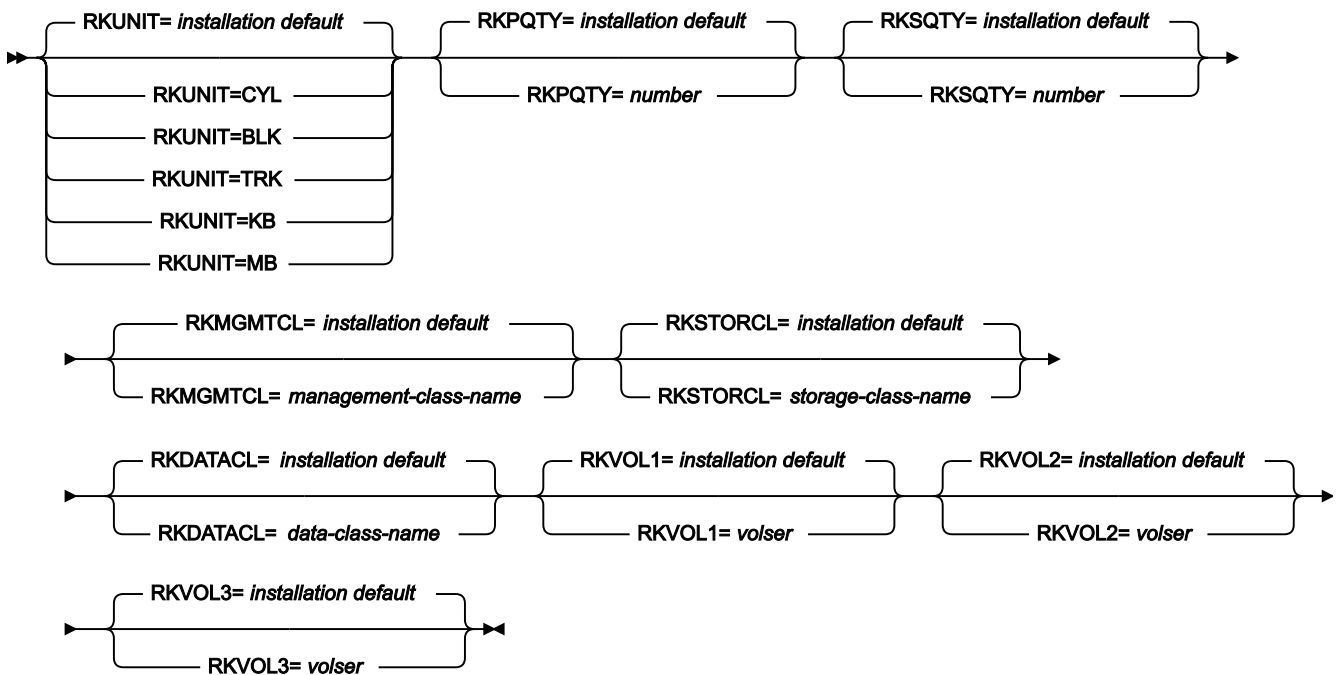 RKUNIT= installation default RKPQTY= installation default RKSQTY= installation default
RKUNIT=CYL RKPQTY= number RKSQTY= number
RKUNIT=BLK
RKUNIT=TRK
RKUNIT=KB
RKUNIT=MB
RKMGMTCL= installation default RKSTORCL= installation default
RKMGMTCL= management-class-name RKSTORCL= storage-class-name
RKDATACL= installation default RKVOL1= installation default RKVOL2= installation default
RKDATACL= data-class-name RKVOL1= volser RKVOL2= volser
RKVOL3= installation default
RKVOL3= volser